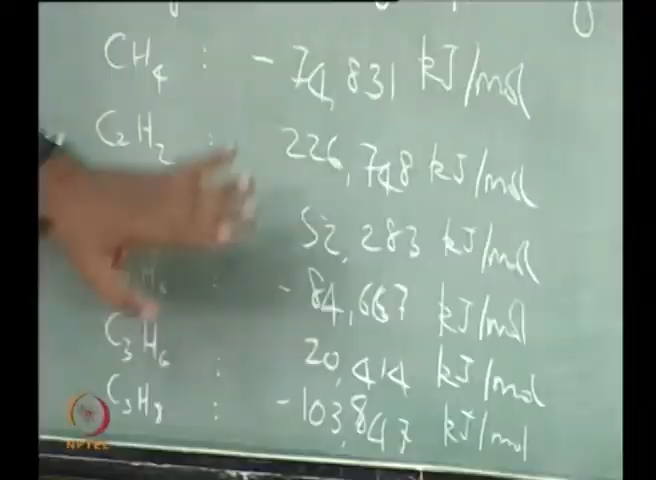 CH4 : - 74,831 kJ/mol
C2H2 : 226,748 kJ/mol
52,283 kJ/mol
H6 : - 84,667 kJ/mol
C3H6 : 20,414 kJ/mol
C3H8 : -103,847 kJ/mol
NPTEL